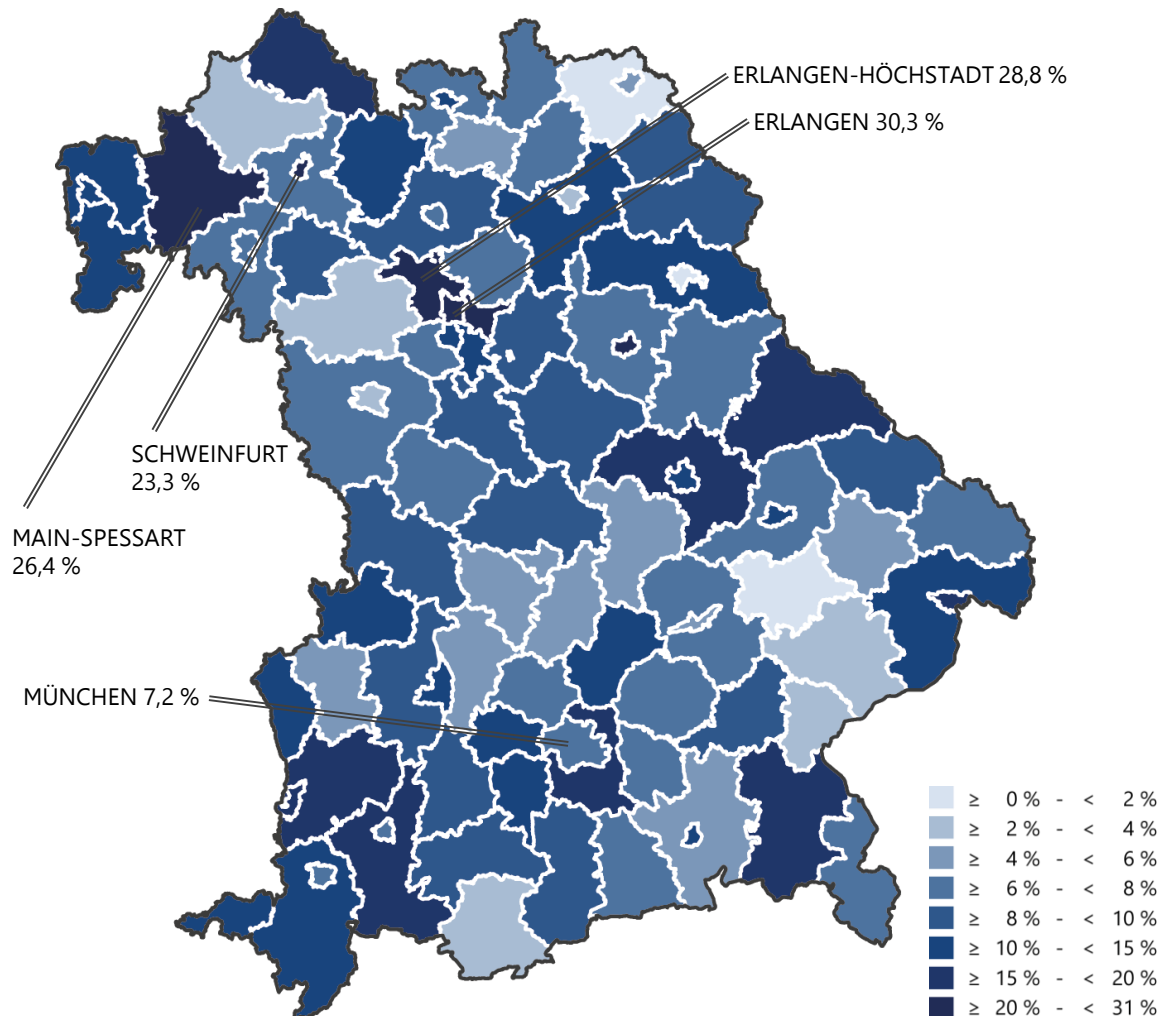 ERLANGEN-HÖCHSTADT 28,8 %
ERLANGEN 30,3 %
SCHWEINFURT
23,3 %
MAIN-SPESSART
26,4 %
MÜNCHEN 7,2 %
≥ 0 % - < 2 %
≥ 2 % - < 4 %
≥ 4 % - < 6 %
≥ 6 % - < 8 %
≥ 8 % - < 10 %
≥ 10 % - < 15 %
≥ 15 % - < 20 %
≥ 20 % - < 31 %